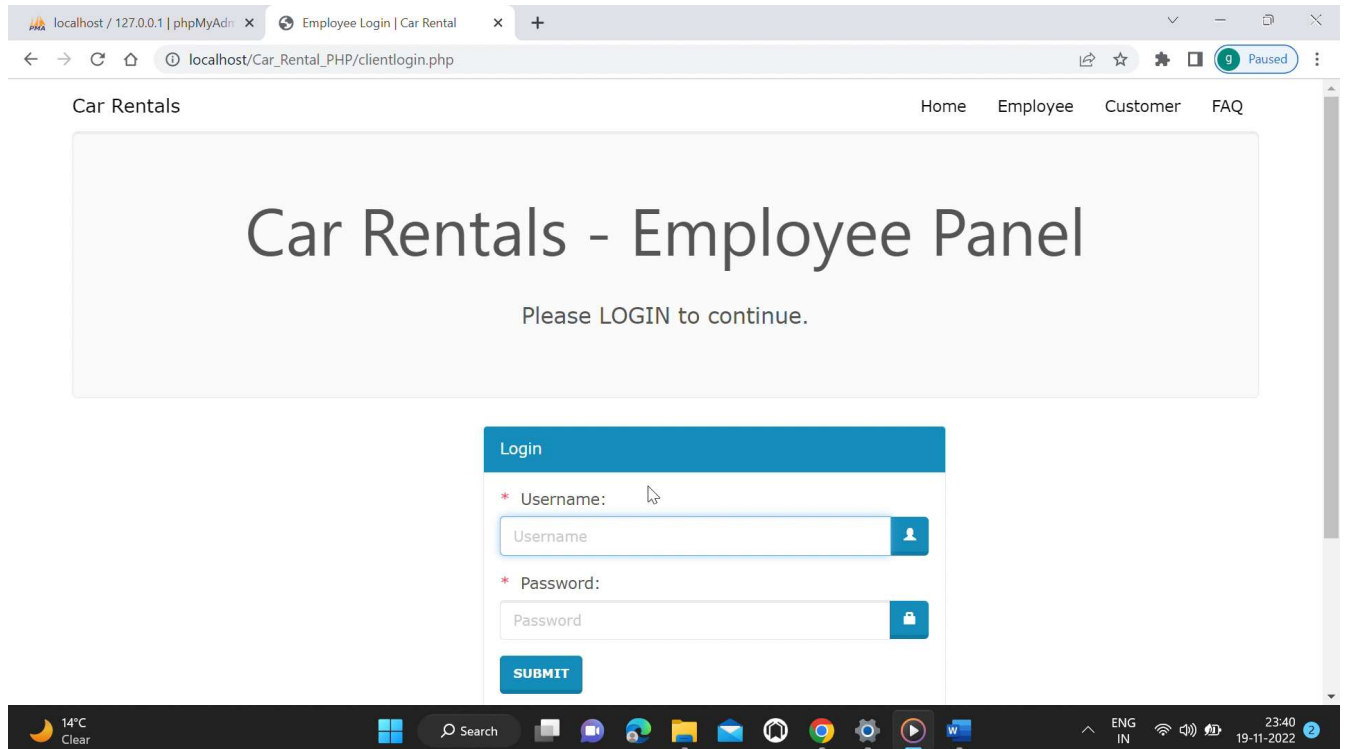 localhost / 127.0.0.1 | phpMyAdn
Employee Login | Car Rental
localhost/Car_Rental_PHP/clientlogin.php
g Paused
Car Rentals
Home Employee Customer FAQ
Car Rentals - Employee Panel
Please LOGIN to continue.
Login
* Username:
Username
* Password:
Password
SUBMIT
14°C
Clear
Search
ENG
IN
23:40
19-11-2022
2